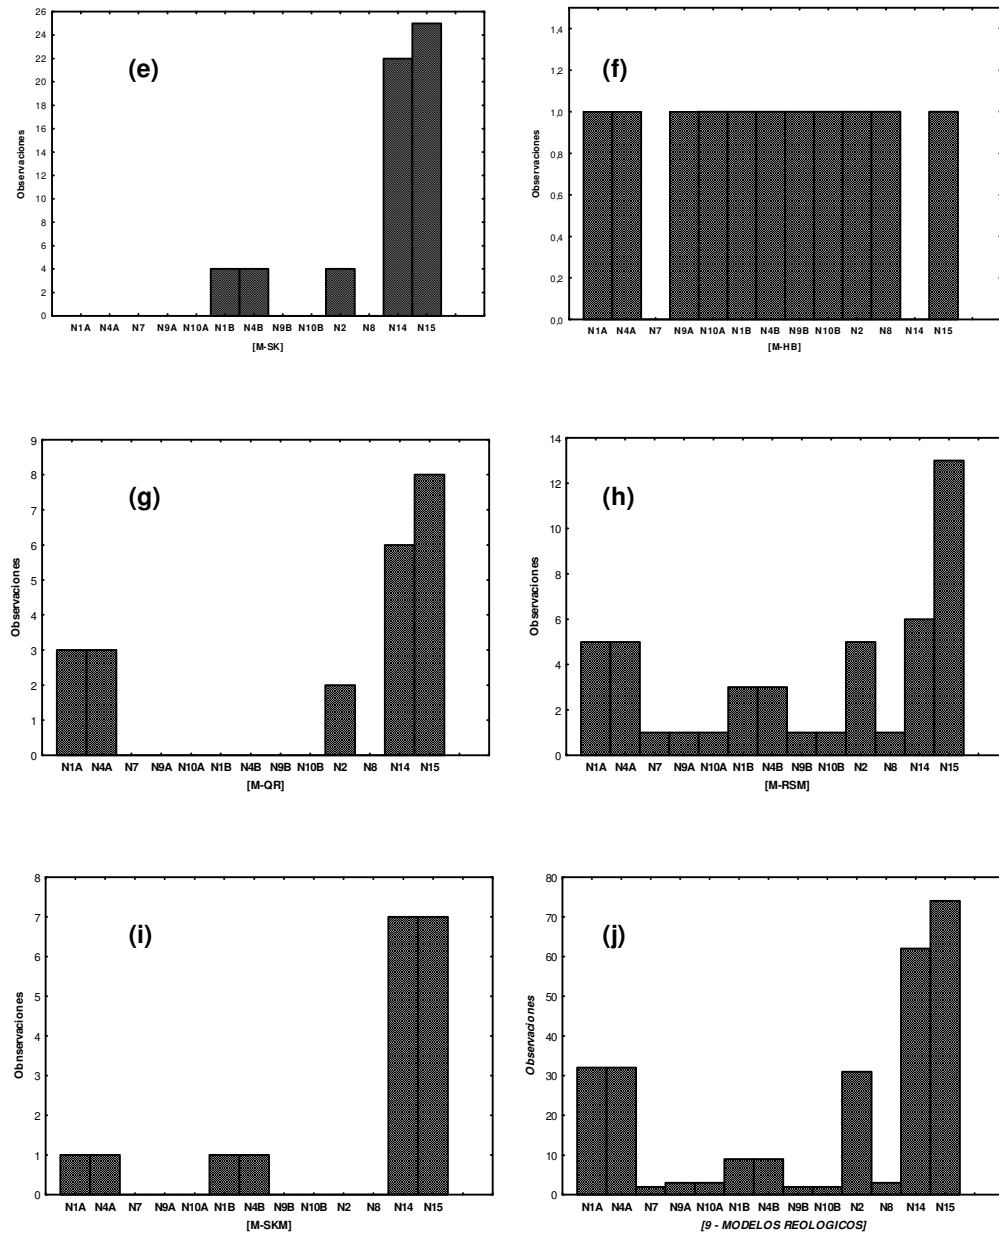 (e)
Observaciones
26
24
22
20
18
16
14
12
10
8
6
4
2
0
N1A N4A N7 N9A N10A N1B N4B N9B N10B N2 N8 N14 N15
[M-SK]
(f)
Observaciones
1,4
1,2
1,0
0,8
0,6
0,4
0,2
0,0
N1A N4A N7 N9A N10A N1B N4B N9B N10B N2 N8 N14 N15
[M-HB]
(g)
Observaciones
9
8
7
6
5
4
3
2
1
0
N1A N4A N7 N9A N10A N1B N4B N9B N10B N2 N8 N14 N15
[M-QR]
(h)
Observaciones
14
12
10
8
6
4
2
0
N1A N4A N7 N9A N10A N1B N4B N9B N10B N2 N8 N14 N15
[M-RSM]
(i)
Obnservaciones
8
7
6
5
4
3
2
1
0
N1A N4A N7 N9A N10A N1B N4B N9B N10B N2 N8 N14 N15
[M-SKM]
(j)
Observaciones
80
70
60
50
40
30
20
10
0
N1A N4A N7 N9A N10A N1B N4B N9B N10B N2 N8 N14 N15
[9 - MODELOS REOLOGICOS]